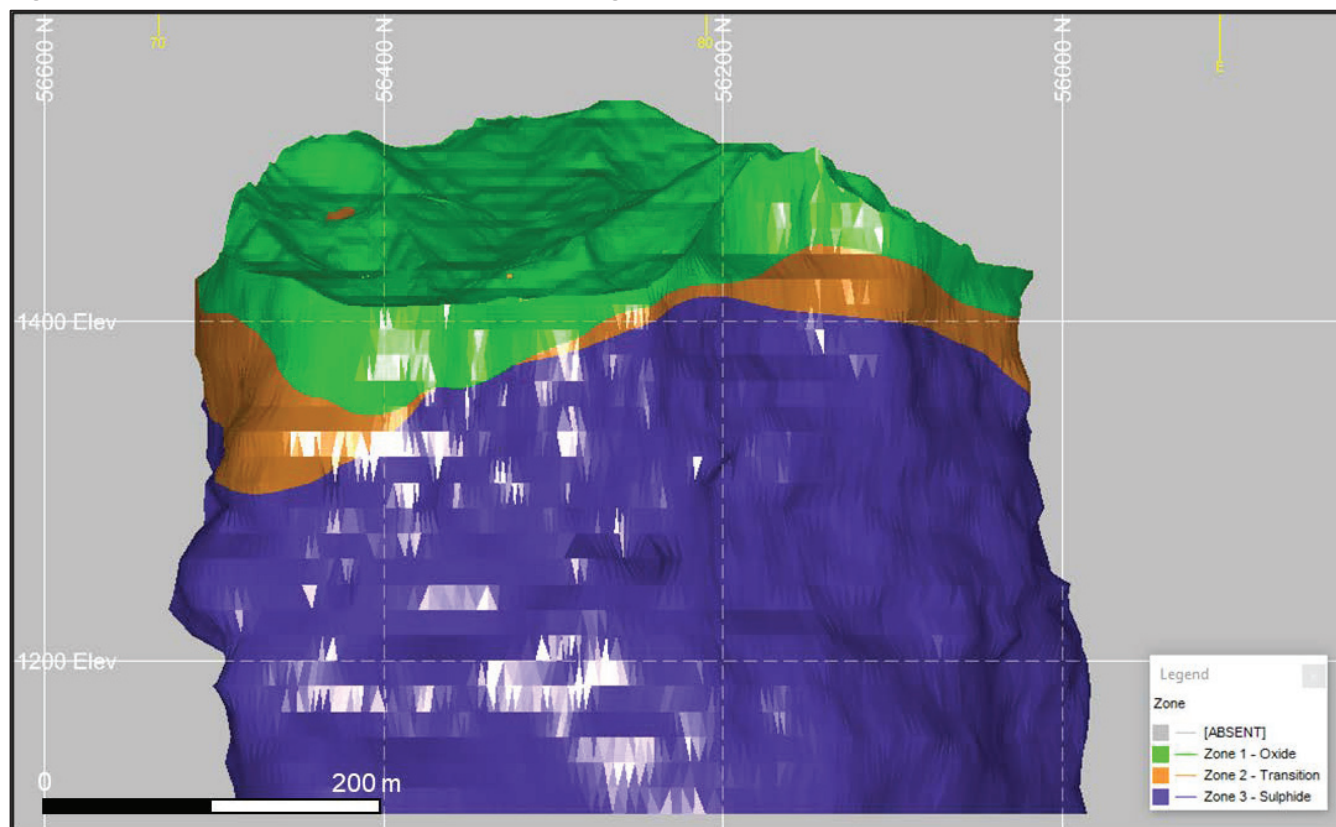 56600 N
70
56400 N
80
56200 N
56000 N
E
1400 Elev
1200 Elev
0
200 m
Legend
Zone
[ABSENT]
Zone 1 - Oxide
Zone 2 - Transition
Zone 3 - Sulphide